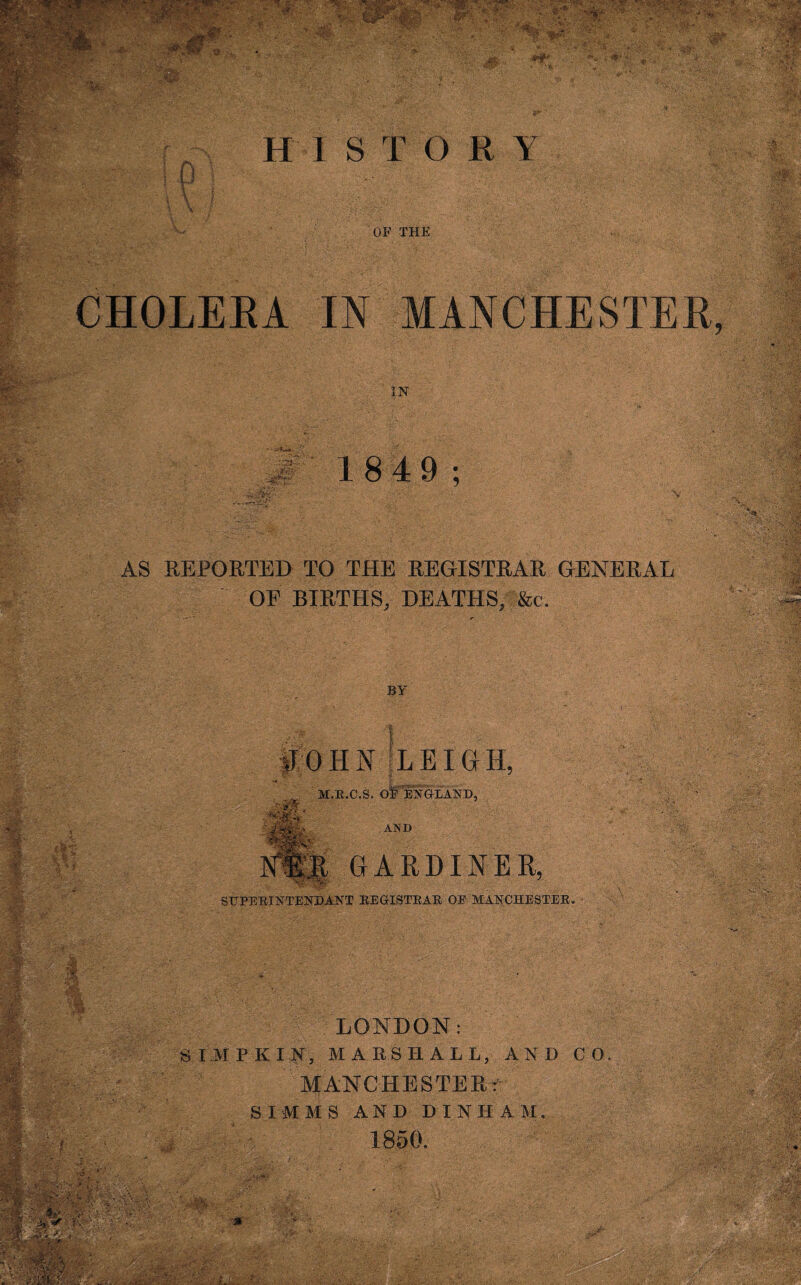 HISTORY
OF THE
CHOLERA IN MANCHESTER,
IN
1849;
AS REPORTED TO THE REGISTRAR GENERAL
OF BIRTHS, DEATHS, &c.
BY
JOHN LEIGH,
M.R.C.S. OF ENGLAND,
AND
GARDINER,
SUPERINTENDANT REGISTRAR OF MANCHESTER.
LONDON:
SIMPKIN, MARSHALL, AND CO.
MANCHESTER:
SIMMS AND DINHAM.
1850.